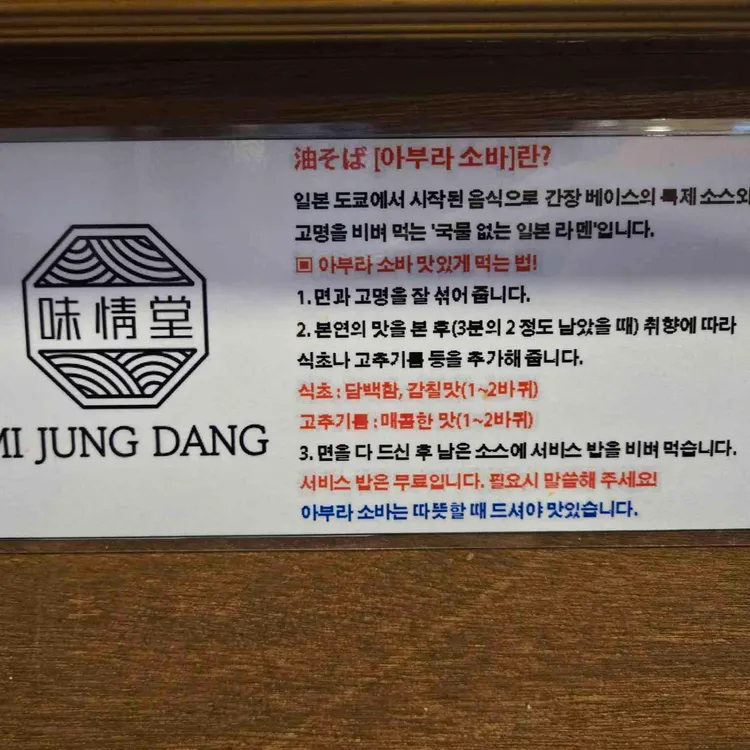 味情堂
MI JUNG DANG
油そば [아부라 소바]란?
일본 도쿄에서 시작된 음식으로 간장 베이스의 특제 소스와
고명을 비벼 먹는 '국물 없는 일본 라멘'입니다.
▣ 아부라 소바 맛있게 먹는 법!
1. 면과 고명을 잘 섞어 줍니다.
2. 본연의 맛을 본 후(3분의 2 정도 남았을 때) 취향에 따라
식초나 고추기름 등을 추가해 줍니다.
식초 : 담백함, 감칠맛(1~2바퀴)
고추기름 : 매콤한 맛(1~2바퀴)
3. 면을 다 드신 후 남은 소스에 서비스 밥을 비벼 먹습니다.
서비스 밥은 무료입니다. 필요시 말씀해 주세요!
아부라 소바는 따뜻할 때 드셔야 맛있습니다.